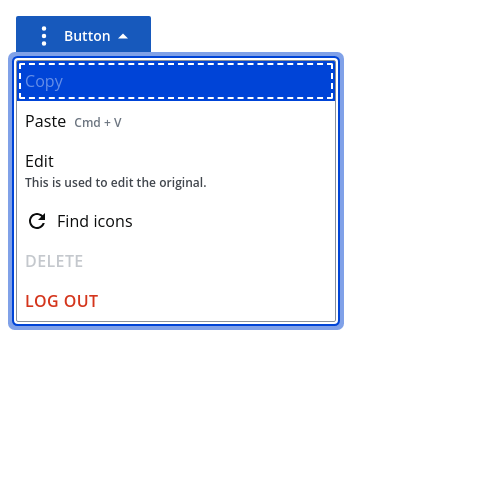 Button
Copy
Paste Cmd + V
Edit
This is used to edit the original.
Find icons
DELETE
LOG OUT